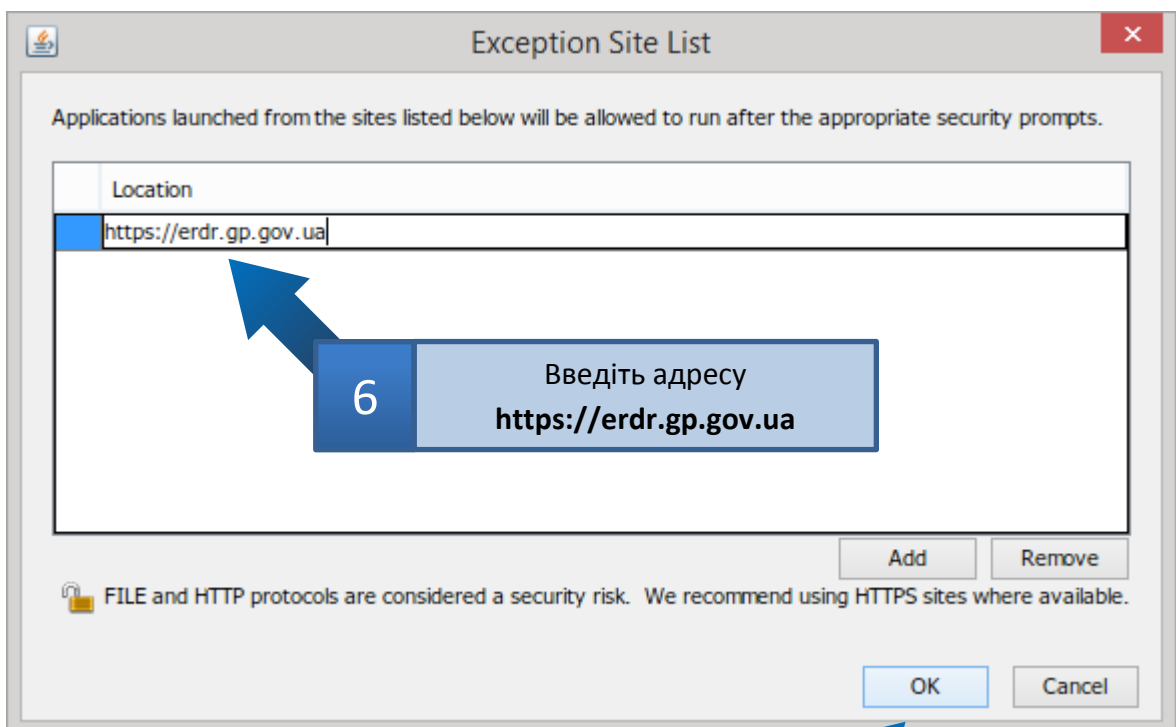 Exception Site List
Applications launched from the sites listed below will be allowed to run after the appropriate security prompts.
Location
https://erdr.gp.gov.ua
6
Введіть адресу
https://erdr.gp.gov.ua
Add
Remove
FILE and HTTP protocols are considered a security risk. We recommend using HTTPS sites where available.
OK
Cancel